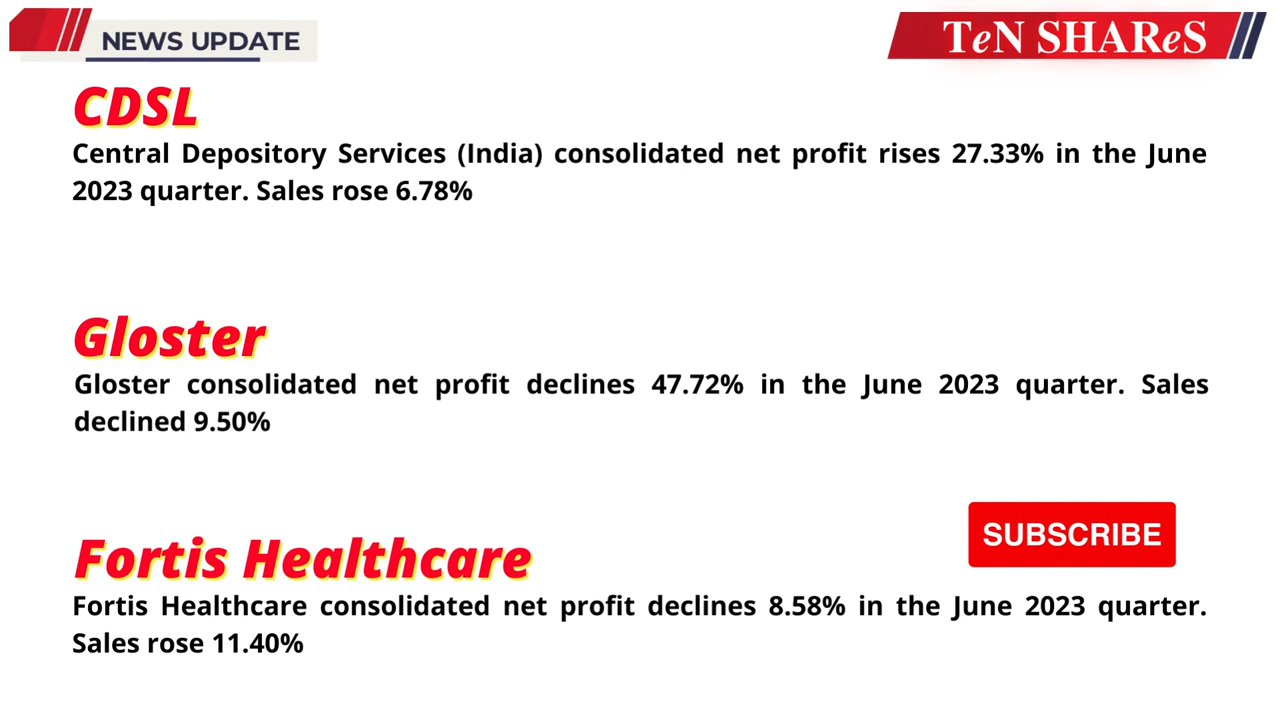 NEWS UPDATE
TeN SHAReS
CDSL
Central Depository Services (India) consolidated net profit rises 27.33% in the June
2023 quarter. Sales rose 6.78%
Gloster
Gloster consolidated net profit declines 47.72% in the June 2023 quarter. Sales
declined 9.50%
SUBSCRIBE
Fortis Healthcare
Fortis Healthcare consolidated net profit declines 8.58% in the June 2023 quarter.
Sales rose 11.40%